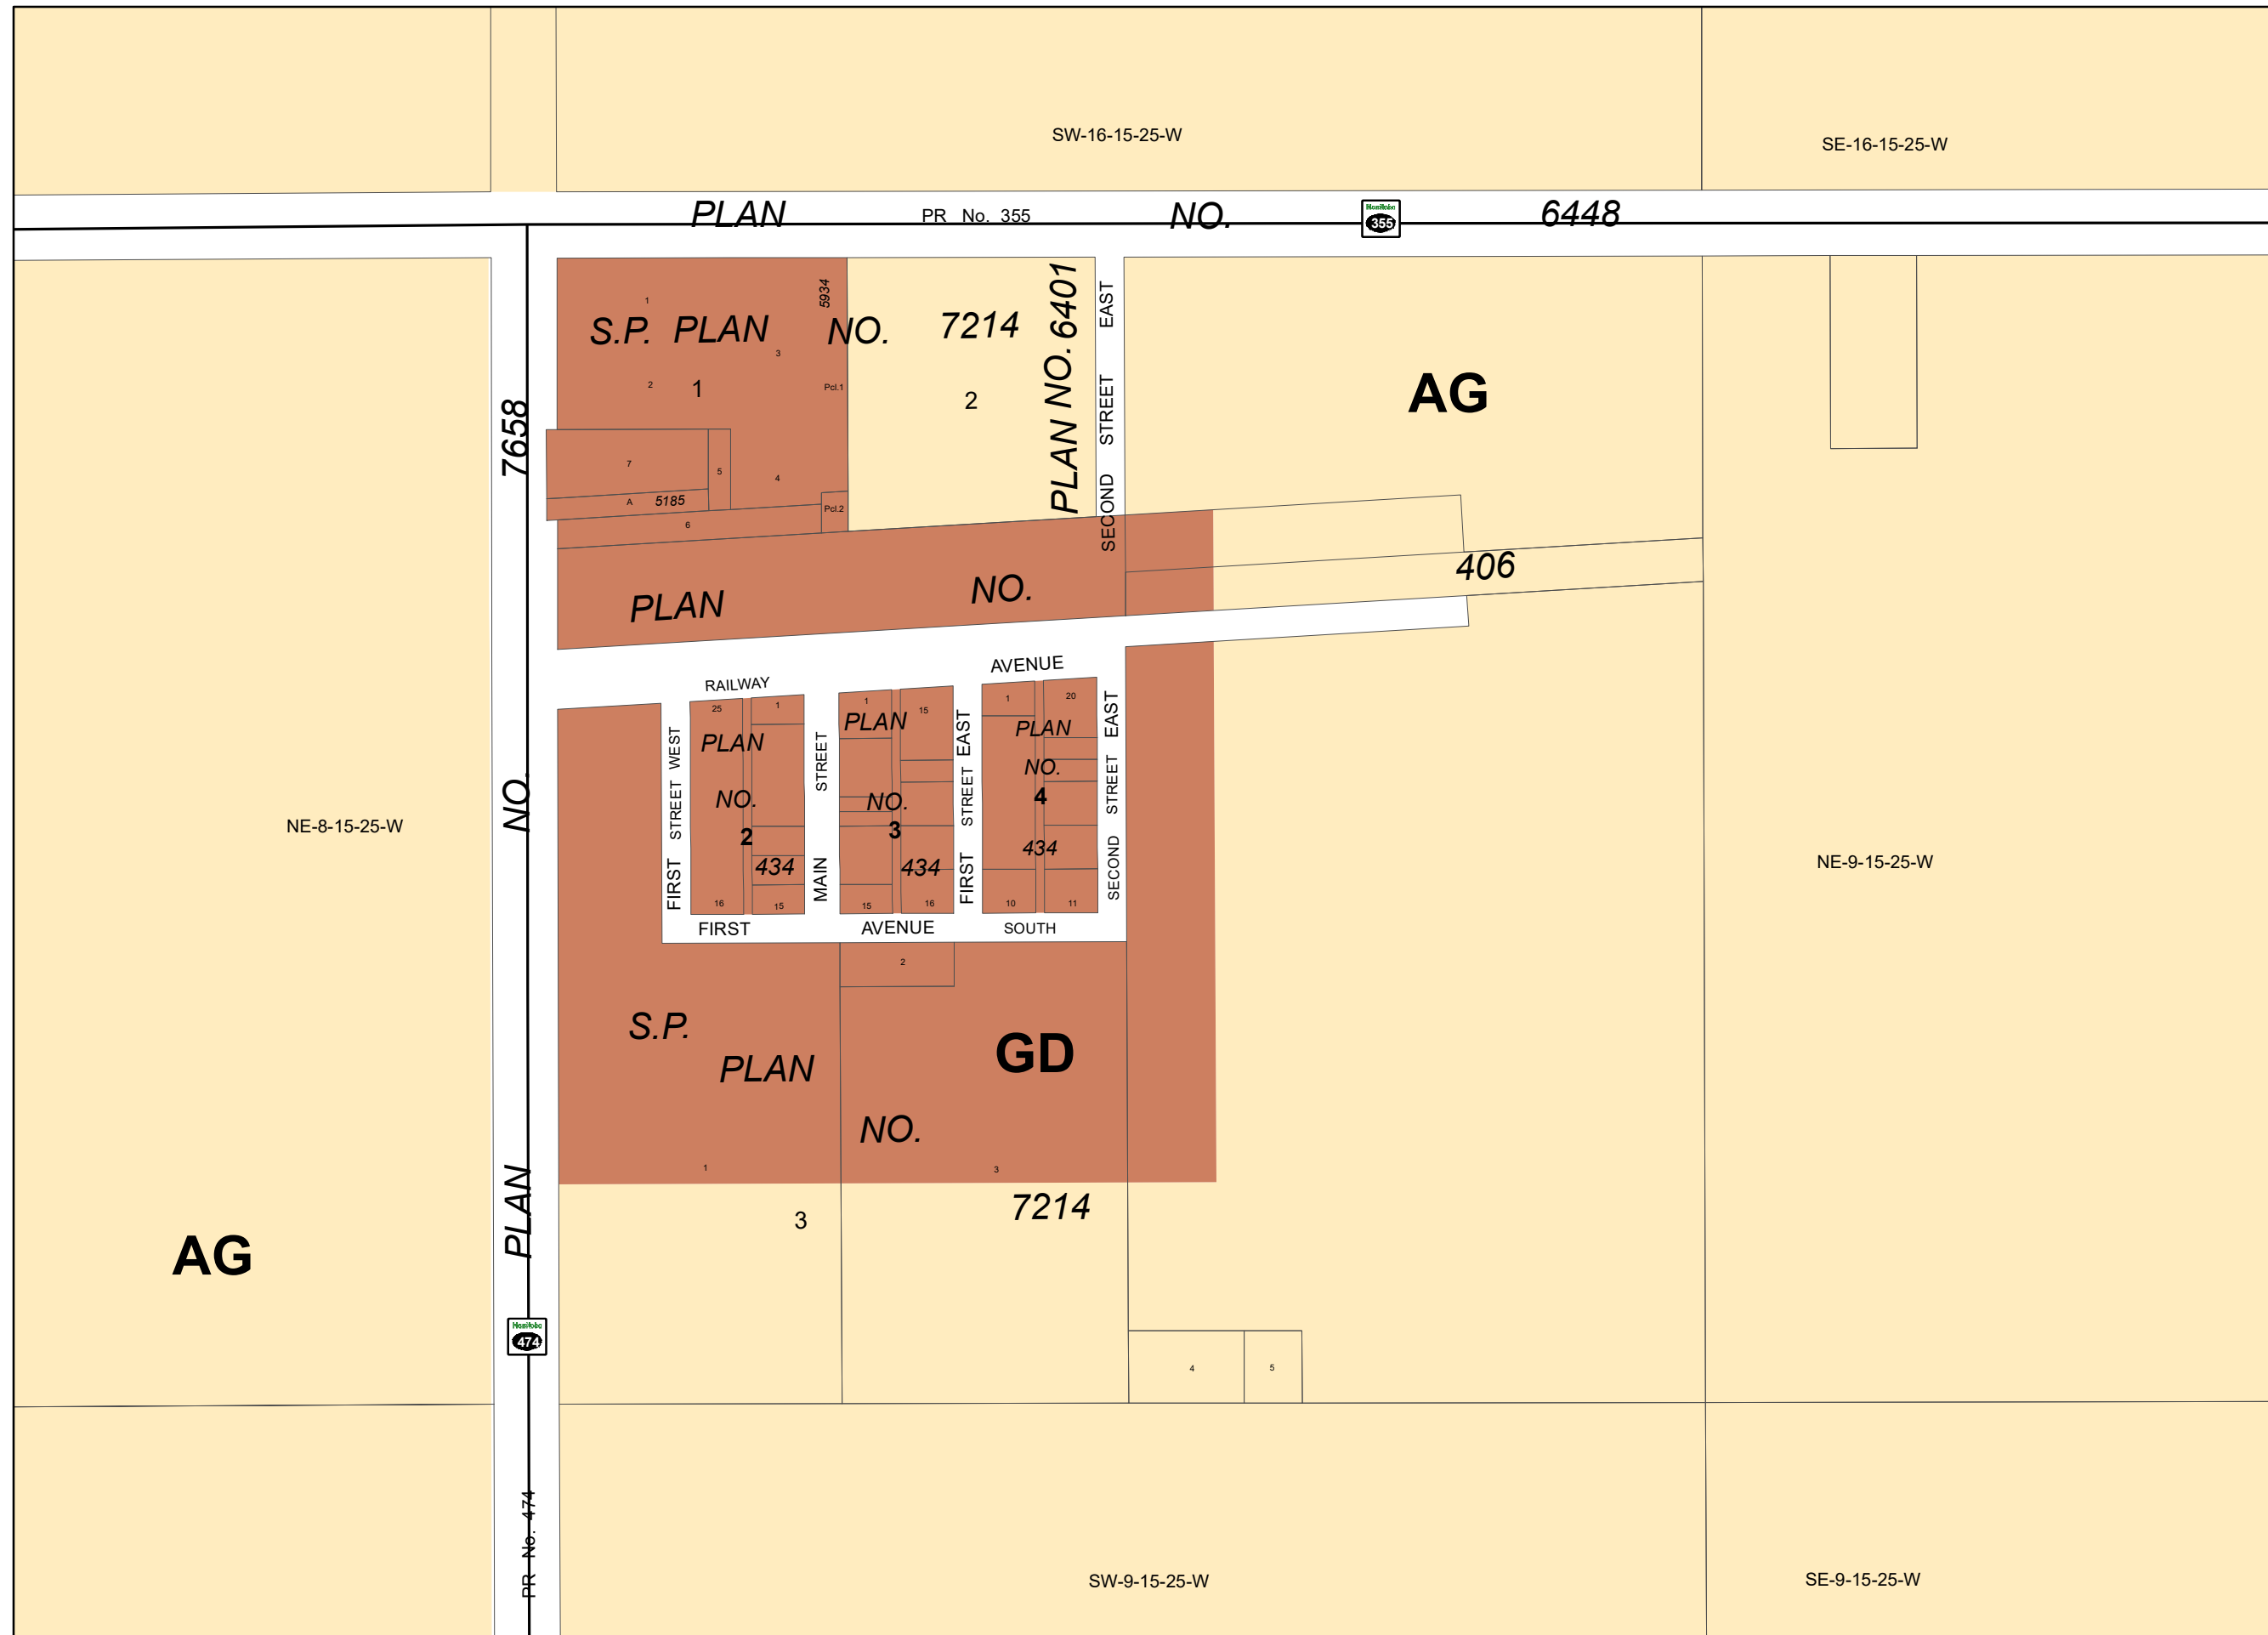 SW-16-15-25-W
SE-16-15-25-W
PLAN NO. 6448
PR No. 355
Manitoba
355
S.P. PLAN NO. 7214
1
3
2
1
5934
Pcl.1
2
PLAN NO. 6401
SECOND STREET EAST
AG
7
5
4
A
5185
Pcl.2
6
PLAN NO. 406
PLAN NO. 7658
RAILWAY AVENUE
FIRST STREET WEST
25
1
PLAN
NO.
2
434
16
15
MAIN STREET
1
15
PLAN
NO.
3
434
15
16
FIRST STREET EAST
1
20
PLAN
NO.
4
434
10
11
SECOND STREET EAST
FIRST AVENUE SOUTH
NE-8-15-25-W
NE-9-15-25-W
2
S.P.
PLAN
NO.
7214
GD
1
3
3
AG
Manitoba
474
4
5
PR No. 474
SW-9-15-25-W
SE-9-15-25-W